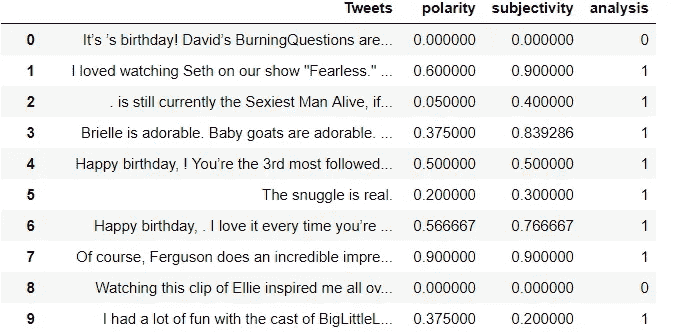 Tweets polarity subjectivity analysis
0 It's 's birthday! David's BurningQuestions are... 0.000000 0.000000 0
1 I loved watching Seth on our show "Fearless." ... 0.600000 0.900000 1
2 . is still currently the Sexiest Man Alive, if... 0.050000 0.400000 1
3 Brielle is adorable. Baby goats are adorable. ... 0.375000 0.839286 1
4 Happy birthday, ! You're the 3rd most followed... 0.500000 0.500000 1
5 The snuggle is real. 0.200000 0.300000 1
6 Happy birthday, . I love it every time you're ... 0.566667 0.766667 1
7 Of course, Ferguson does an incredible impre... 0.900000 0.900000 1
8 Watching this clip of Ellie inspired me all ov... 0.000000 0.000000 0
9 I had a lot of fun with the cast of BigLittleL... 0.375000 0.200000 1